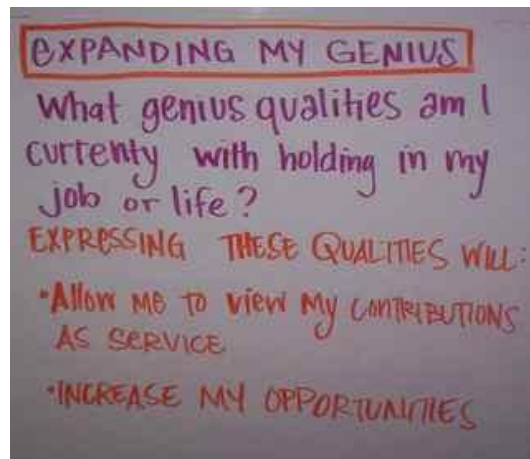 EXPANDING MY GENIUS
What genius qualities am I
currently with holding in my
job or life?
EXPRESSING THESE QUALITIES WILL:
•Allow me to view my CONTRIBUTIONS
AS SERVICE
•INCREASE MY OPPORTUNITIES